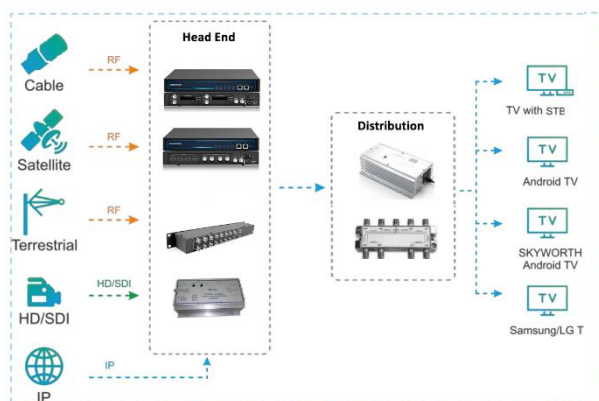 Head End
RF
Cable
RF
Satellite
RF
Terrestrial
HD/SDI
HD/SDI
IP
IP
Distribution
TV
TV with STB
TV
Android TV
TV
SKYWORTH
Android TV
TV
Samsung/LG T